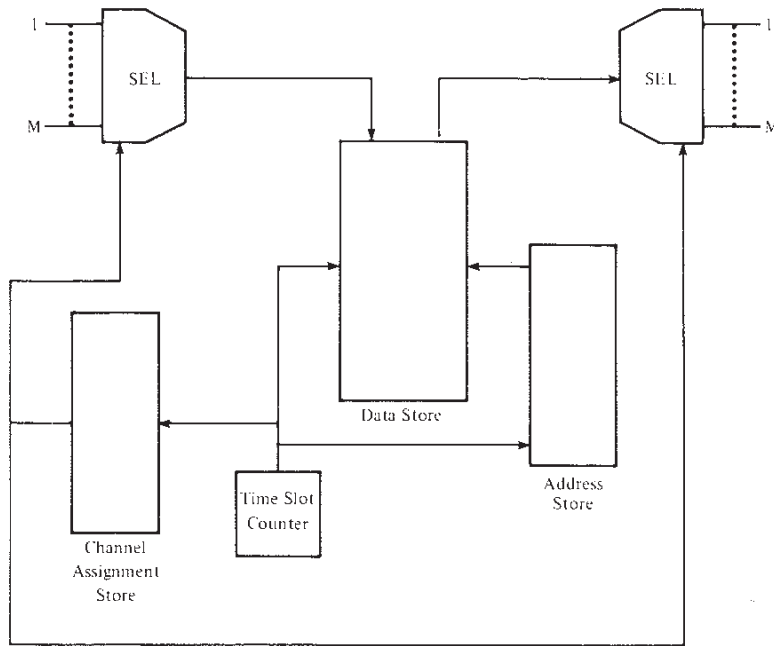 1
SEL
M
SEL
1
M
Data Store
Time Slot
Counter
Address
Store
Channel
Assignment
Store